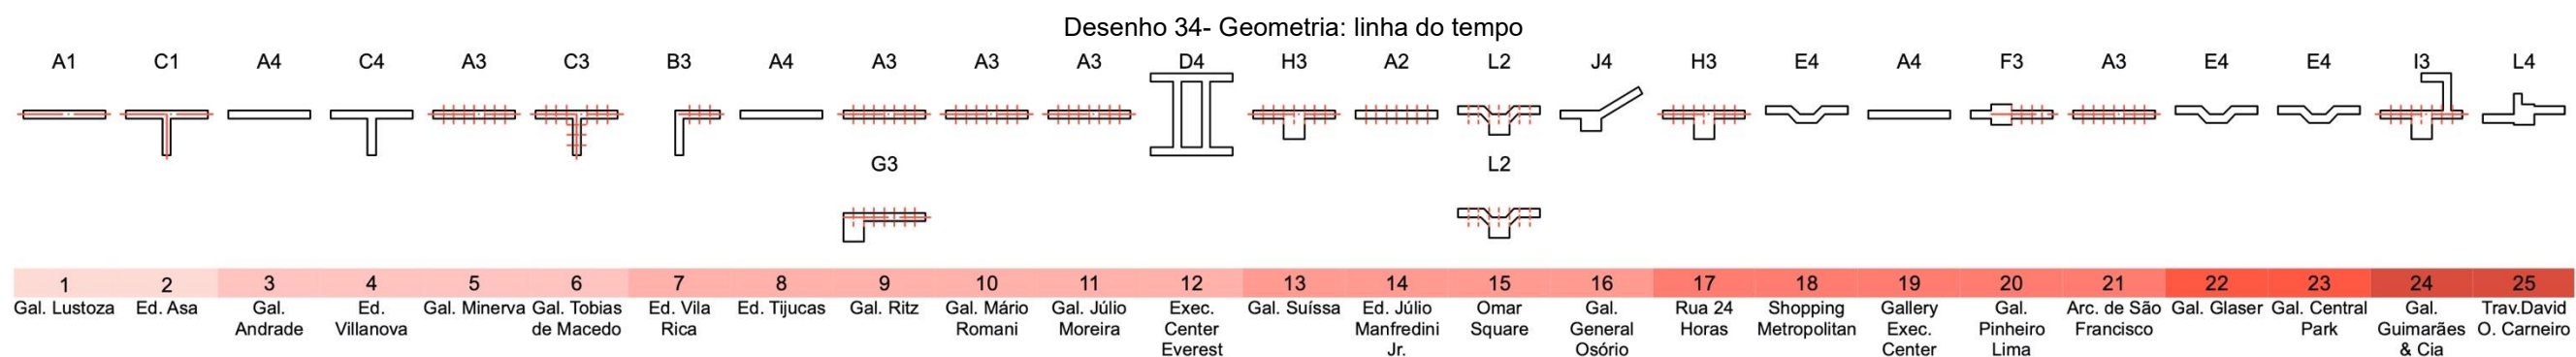 Desenho 34- Geometria: linha do tempo
A1 C1 A4 C4 A3 C3 B3 A4 A3 A3 A3 D4 H3 A2 L2 J4 H3 E4 A4 F3 A3 E4 E4 I3 L4
G3 L2
1 2 3 4 5 6 7 8 9 10 11 12 13 14 15 16 17 18 19 20 21 22 23 24 25
Gal. Lustoza
Ed. Asa
Gal.
Andrade
Ed.
Villanova
Gal. Minerva
Gal. Tobias
de Macedo
Ed. Vila
Rica
Ed. Tijucas
Gal. Ritz
Gal. Mário
Romani
Gal. Júlio
Moreira
Exec.
Center
Everest
Gal. Suíssa
Ed. Júlio
Manfredini
Jr.
Omar
Square
Gal.
General
Osório
Rua 24
Horas
Shopping
Metropolitan
Gallery
Exec.
Center
Gal.
Pinheiro
Lima
Arc. de São
Francisco
Gal. Glaser
Gal. Central
Park
Gal.
Guimarães
& Cia
Trav.David
O. Carneiro